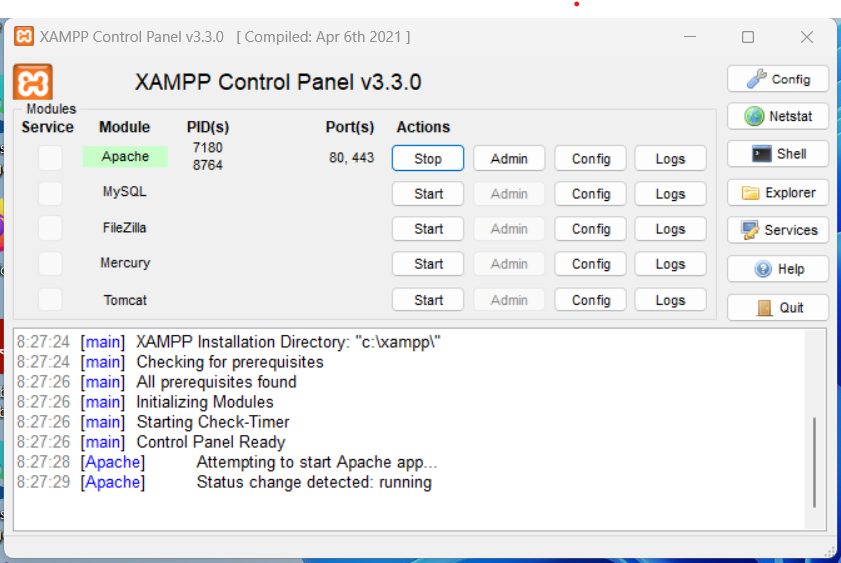 XAMPP Control Panel v3.3.0 [ Compiled: Apr 6th 2021 ]
XAMPP Control Panel v3.3.0
Config
Modules
Service Module PID(s) Port(s) Actions
Netstat
Apache 7180 8764 80, 443 Stop Admin Config Logs
Shell
MySQL Start Admin Config Logs
Explorer
FileZilla Start Admin Config Logs
Services
Mercury Start Admin Config Logs
Help
Tomcat Start Admin Config Logs
Quit
8:27:24 [main] XAMPP Installation Directory: "c:\xampp\"
8:27:24 [main] Checking for prerequisites
8:27:26 [main] All prerequisites found
8:27:26 [main] Initializing Modules
8:27:26 [main] Starting Check-Timer
8:27:26 [main] Control Panel Ready
8:27:28 [Apache] Attempting to start Apache app...
8:27:29 [Apache] Status change detected: running